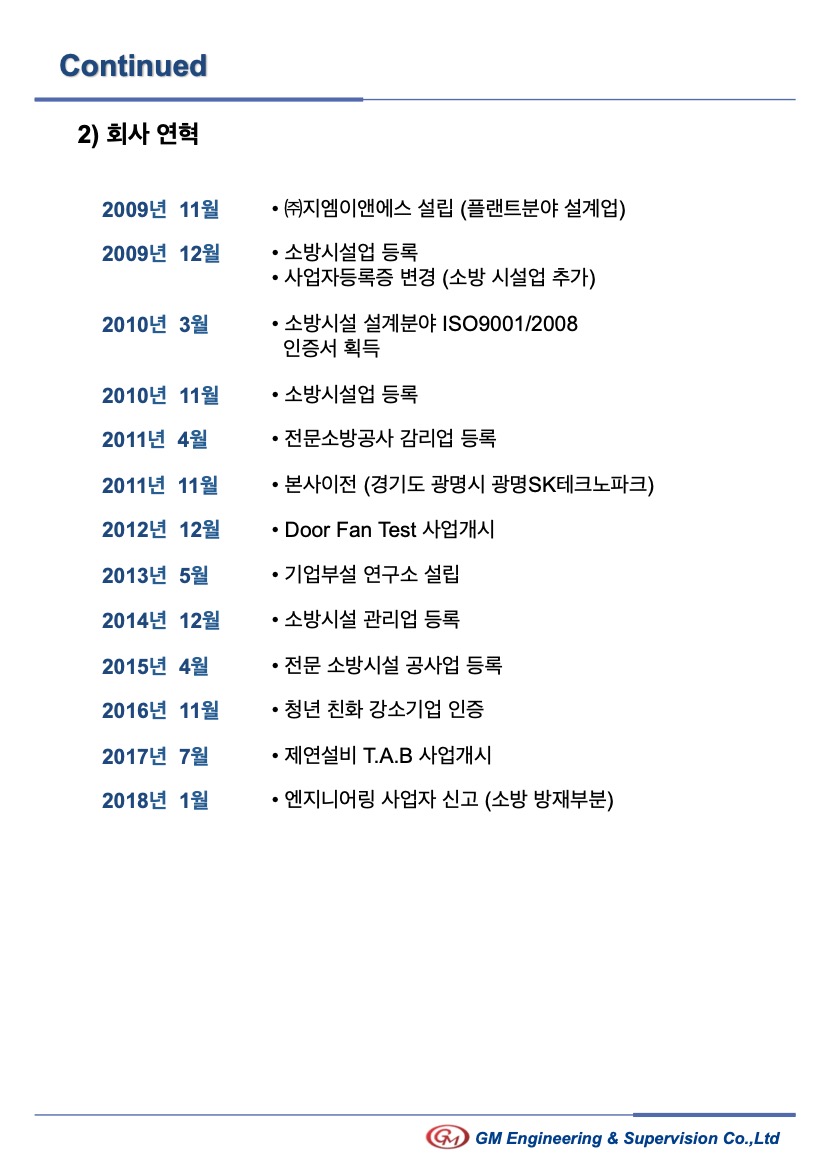 Continued
2) 회사 연혁
2009년 11월 • ㈜지엠이앤에스 설립 (플랜트분야 설계업)
2009년 12월 • 소방시설업 등록
• 사업자등록증 변경 (소방 시설업 추가)
2010년 3월 • 소방시설 설계분야 ISO9001/2008
인증서 획득
2010년 11월 • 소방시설업 등록
2011년 4월 • 전문소방공사 감리업 등록
2011년 11월 • 본사이전 (경기도 광명시 광명SK테크노파크)
2012년 12월 • Door Fan Test 사업개시
2013년 5월 • 기업부설 연구소 설립
2014년 12월 • 소방시설 관리업 등록
2015년 4월 • 전문 소방시설 공사업 등록
2016년 11월 • 청년 친화 강소기업 인증
2017년 7월 • 제연설비 T.A.B 사업개시
2018년 1월 • 엔지니어링 사업자 신고 (소방 방재부분)
GM GM Engineering & Supervision Co.,Ltd